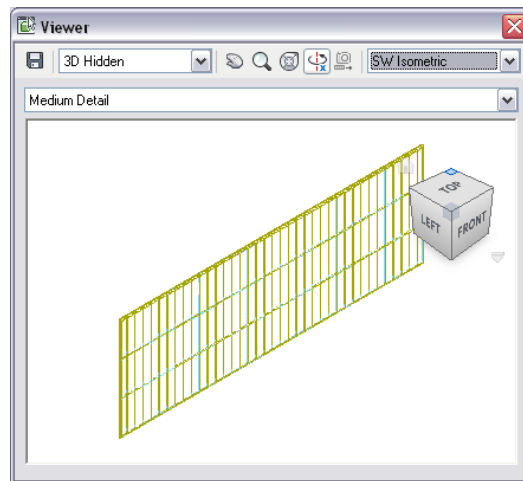 Viewer
3D Hidden
SW Isometric
Medium Detail
TOP
LEFT
FRONT